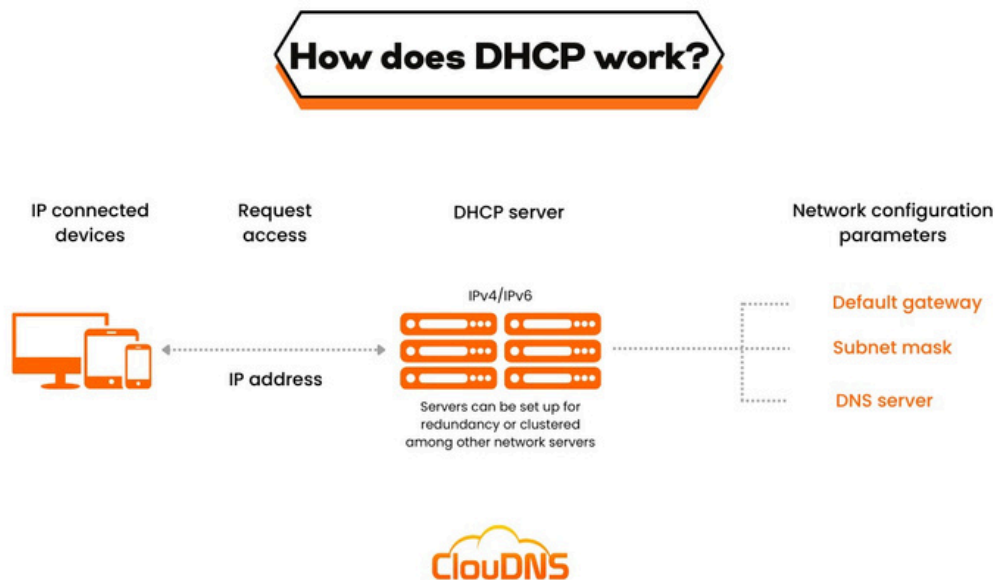 How does DHCP work?
IP connected
devices
Request
access
DHCP server
Network configuration
parameters
IPv4/IPv6
Default gateway
Subnet mask
DNS server
IP address
Servers can be set up for
redundancy or clustered
among other network servers
ClouDNS